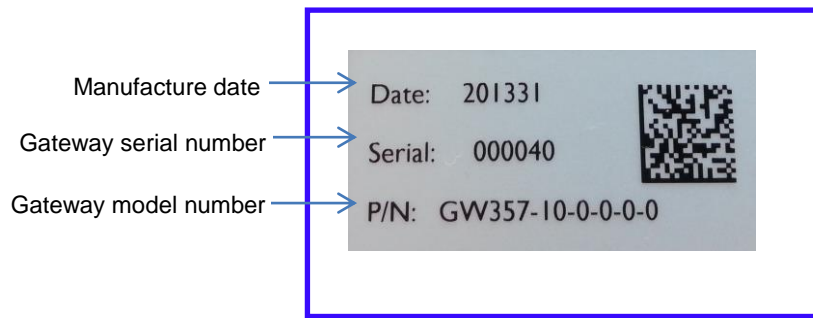 Manufacture date
Date: 201331
Gateway serial number
Serial: 000040
Gateway model number
P/N: GW357-10-0-0-0-0